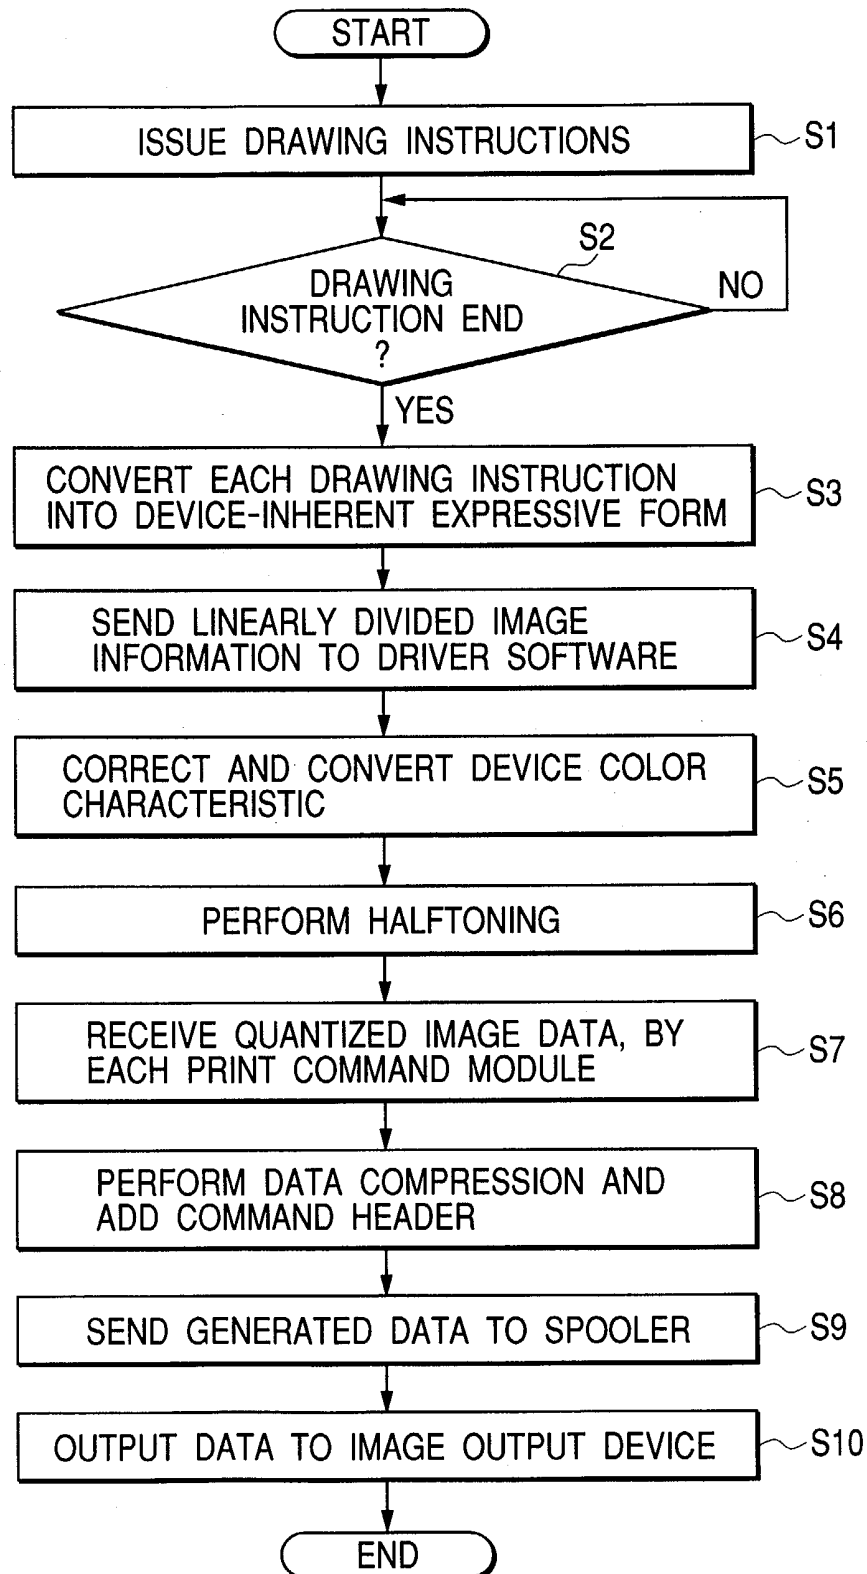 START
ISSUE DRAWING INSTRUCTIONS
S1
S2
DRAWING
INSTRUCTION END
?
NO
YES
CONVERT EACH DRAWING INSTRUCTION
INTO DEVICE-INHERENT EXPRESSIVE FORM
S3
SEND LINEARLY DIVIDED IMAGE
INFORMATION TO DRIVER SOFTWARE
S4
CORRECT AND CONVERT DEVICE COLOR
CHARACTERISTIC
S5
PERFORM HALFTONING
S6
RECEIVE QUANTIZED IMAGE DATA, BY
EACH PRINT COMMAND MODULE
S7
PERFORM DATA COMPRESSION AND
ADD COMMAND HEADER
S8
SEND GENERATED DATA TO SPOOLER
S9
OUTPUT DATA TO IMAGE OUTPUT DEVICE
S10
END